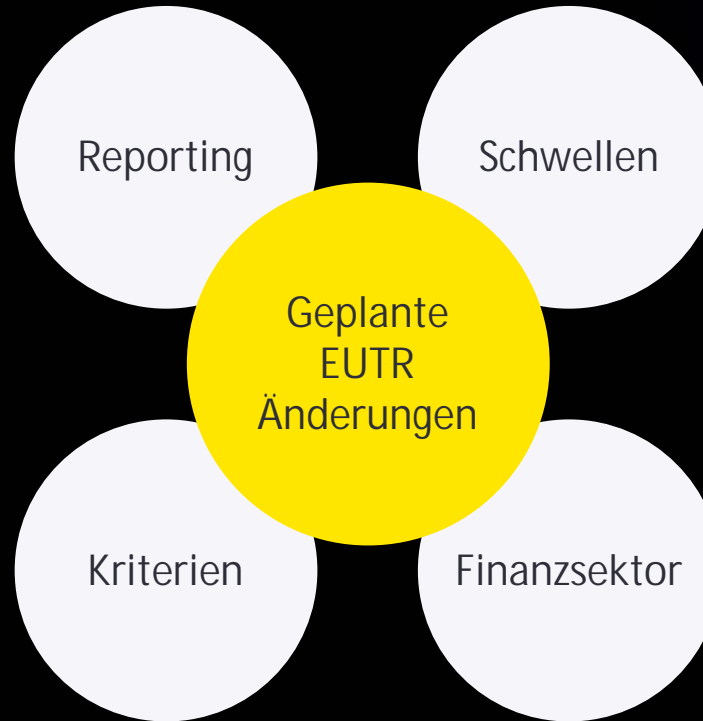 Reporting
Schwellen
Geplante
EUTR
Änderungen
Kriterien
Finanzsektor